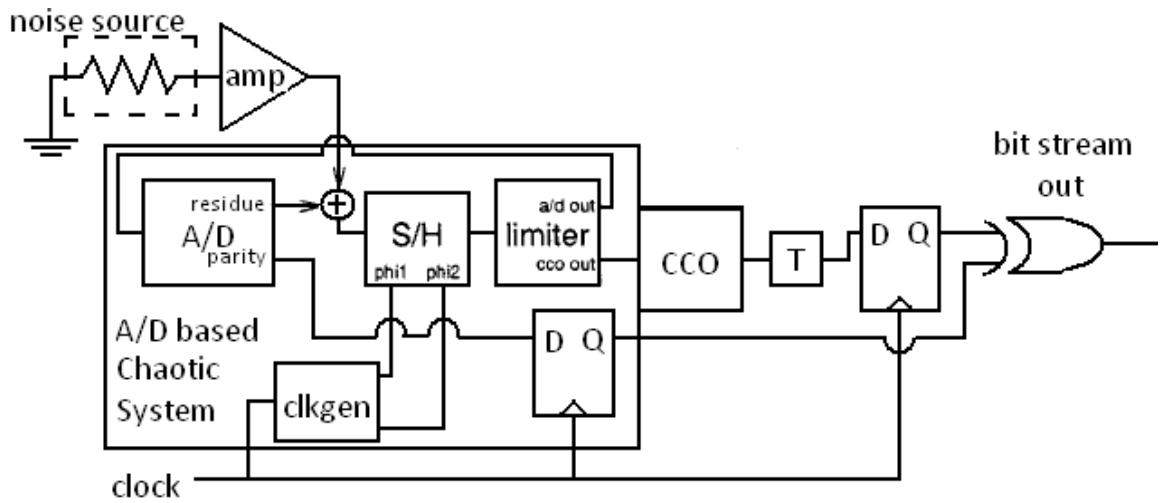 noise source
amp
bit stream
out
residue
A/D
parity
S/H
phi1 phi2
a/d out
limiter
cco out
CCO
T
D Q
A/D based
Chaotic
System
clkgen
D Q
clock